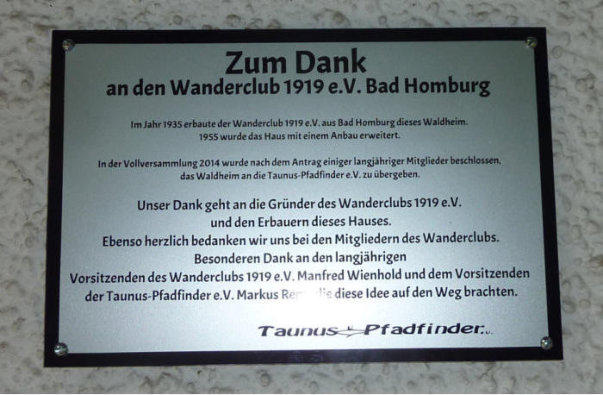 Zum Dank
an den Wanderclub 1919 e.V. Bad Homburg
Im Jahr 1935 erbaute der Wanderclub 1919 e.V. aus Bad Homburg dieses Waldheim.
1955 wurde das Haus mit einem Anbau erweitert.
In der Vollversammlung 2014 wurde nach dem Antrag einiger langjähriger Mitglieder beschlossen,
das Waldheim an die Taunus-Pfadfinder e.V. zu übergeben.
Unser Dank geht an die Gründer des Wanderclubs 1919 e.V.
und den Erbauern dieses Hauses.
Ebenso herzlich bedanken wir uns bei den Mitgliedern des Wanderclubs.
Besonderen Dank an den langjährigen
Vorsitzenden des Wanderclubs 1919 e.V. Manfred Wienhold und dem Vorsitzenden
der Taunus-Pfadfinder e.V. Markus diese Idee auf den Weg brachten.
Taunus Pfadfinder e.V.